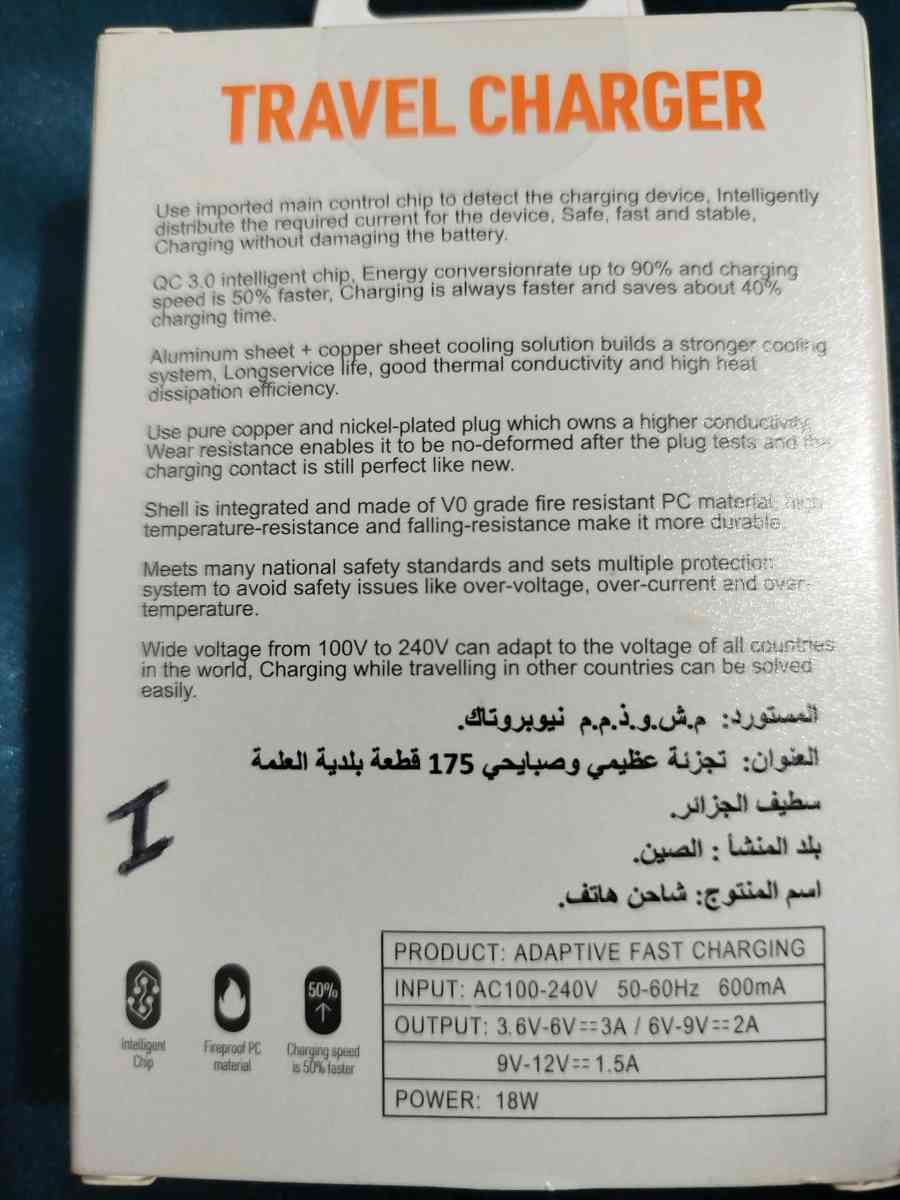 TRAVEL CHARGER
Use imported main control chip to detect the charging device, Intelligently
distribute the required current for the device, Safe, fast and stable,
Charging without damaging the battery.
QC 3.0 intelligent chip, Energy conversionrate up to 90% and charging
speed is 50% faster, Charging is always faster and saves about 40%
charging time.
Aluminum sheet + copper sheet cooling solution builds a stronger cooling
system, Longservice life, good thermal conductivity and high heat
dissipation efficiency.
Use pure copper and nickel-plated plug which owns a higher conductivity
Wear resistance enables it to be no-deformed after the plug tests and the
charging contact is still perfect like new.
Shell is integrated and made of V0 grade fire resistant PC material, high
temperature-resistance and falling-resistance make it more durable.
Meets many national safety standards and sets multiple protection
system to avoid safety issues like over-voltage, over-current and over-
temperature.
Wide voltage from 100V to 240V can adapt to the voltage of all countries
in the world, Charging while travelling in other countries can be solved
easily.
المستورد: م.ش.و.ذ.م.م نيوبروتاك.
العنوان: تجزئة عظيمي وصبايحي 175 قطعة بلدية العلمة
سطيف الجزائر.
بلد المنشأ : الصين.
اسم المنتوج: شاحن هاتف.
I
PRODUCT: ADAPTIVE FAST CHARGING
INPUT: AC100-240V 50-60Hz 600mA
OUTPUT: 3.6V-6V⎓3A / 6V-9V⎓2A
9V-12V⎓1.5A
POWER: 18W
Intelligent
Chip
Fireproof PC
material
50%
Charging speed
is 50% faster